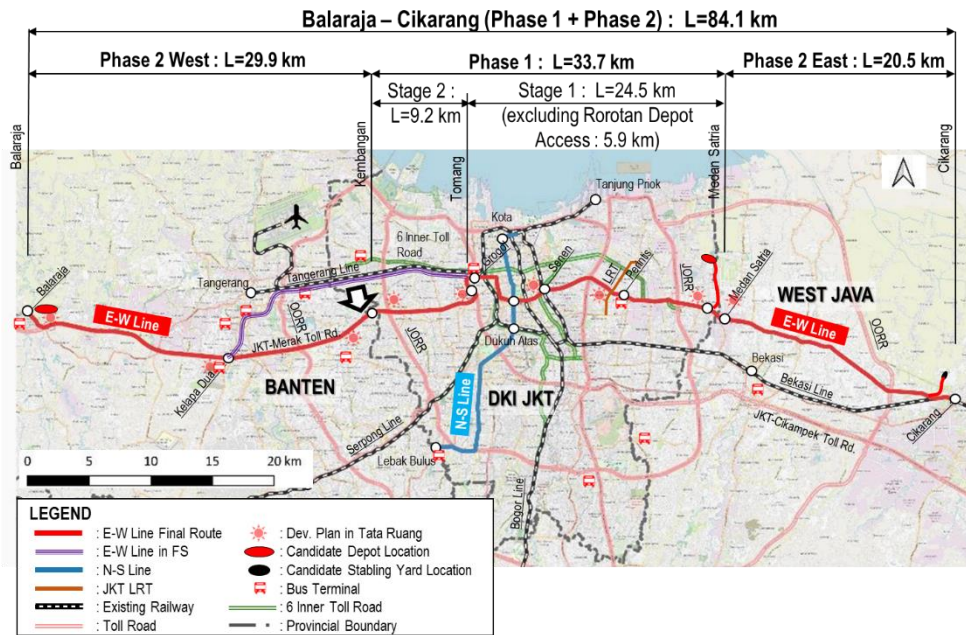 Balaraja – Cikarang (Phase 1 + Phase 2) : L=84.1 km
Phase 2 West : L=29.9 km
Phase 1 : L=33.7 km
Phase 2 East : L=20.5 km
Stage 2 :
L=9.2 km
Stage 1 : L=24.5 km
(excluding Rorotan Depot
Access : 5.9 km)
Balaraja
Kembangan
Tomang
Medan Satria
Cikarang
Tanjung Priok
Kota
6 Inner Toll
Road
Tangerang Line
Tangerang
Grogol
Senen
LRT
Perintis
JORR
Medan Satria
WEST JAVA
Balaraja
E-W Line
OORR
JKT-Merak Toll Rd.
JORR
Dukuh Atas
E-W Line
OORR
Kelapa Dua
BANTEN
N-S Line
DKI JKT
Bekasi
Bekasi Line
Cikarang
JKT-Cikampek Toll Rd.
Serpong Line
Lebak Bulus
Bogor Line
0 5 10 15 20 km
LEGEND
: E-W Line Final Route
: E-W Line in FS
: N-S Line
: JKT LRT
: Existing Railway
: Toll Road
: Dev. Plan in Tata Ruang
: Candidate Depot Location
: Candidate Stabling Yard Location
: Bus Terminal
: 6 Inner Toll Road
: Provincial Boundary